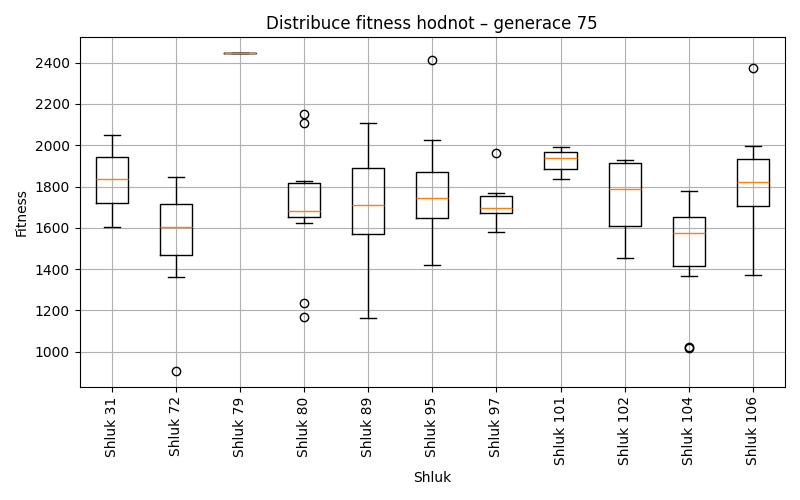 Distribuce fitness hodnot – generace 75
Fitness
2400
2200
2000
1800
1600
1400
1200
1000
Shluk 31
Shluk 72
Shluk 79
Shluk 80
Shluk 89
Shluk 95
Shluk 97
Shluk 101
Shluk 102
Shluk 104
Shluk 106
Shluk